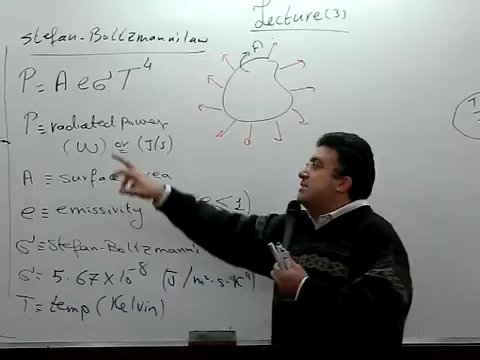 Lecture (3)
Stefan-Boltzmann's law
P = A e σ T⁴
A
P ≡ radiated power
(W) or (J/s)
A ≡ surface area
e ≡ emissivity (e ≤ 1)
σ ≡ Stefan-Boltzmann's
σ = 5.67 × 10⁻⁸ (J/m²·s·K⁴)
T ≡ temp (Kelvin)